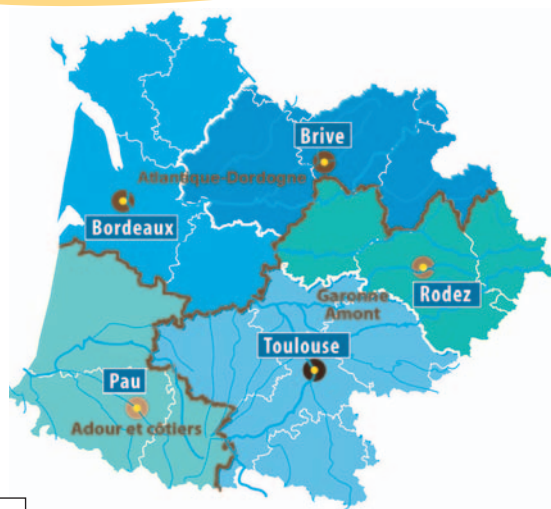 Brive
Atlantique-Dordogne
Bordeaux
Garonne
Amont
Rodez
Toulouse
Pau
Adour et côtiers